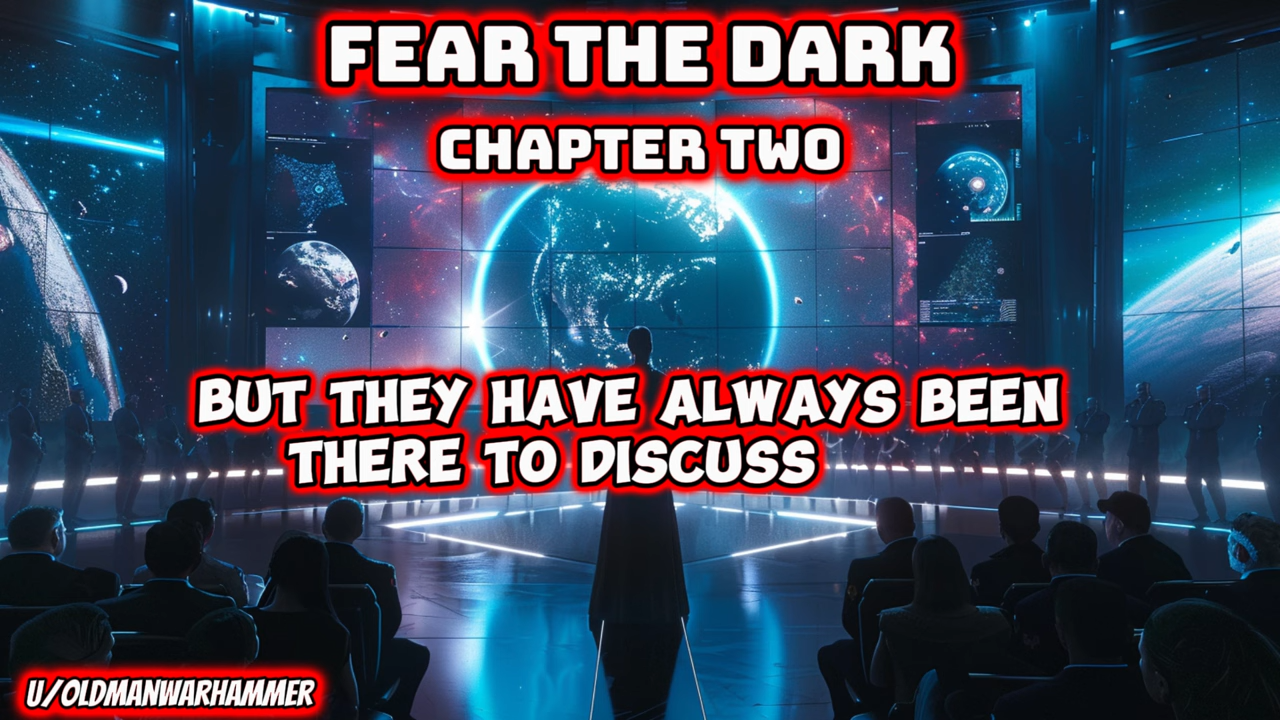 FEAR THE DARK
CHAPTER TWO
BUT THEY HAVE ALWAYS BEEN
THERE TO DISCUSS
U/OLDMANWARHAMMER